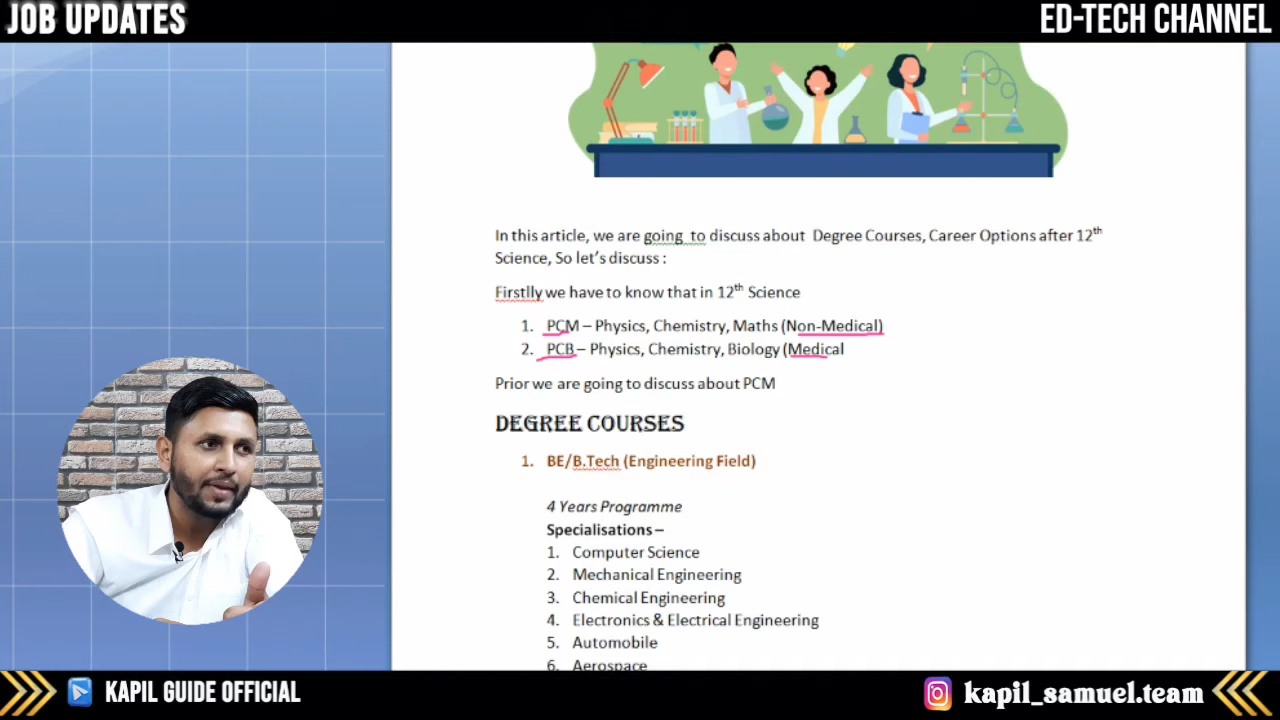 JOB UPDATES
ED-TECH CHANNEL
In this article, we are going to discuss about Degree Courses, Career Options after 12th
Science, So let's discuss :
Firstlly we have to know that in 12th Science
1. PCM – Physics, Chemistry, Maths (Non-Medical)
2. PCB – Physics, Chemistry, Biology (Medical
Prior we are going to discuss about PCM
DEGREE COURSES
1. BE/B.Tech (Engineering Field)
4 Years Programme
Specialisations –
1. Computer Science
2. Mechanical Engineering
3. Chemical Engineering
4. Electronics & Electrical Engineering
5. Automobile
6. Aerospace
KAPIL GUIDE OFFICIAL
kapil_samuel.team